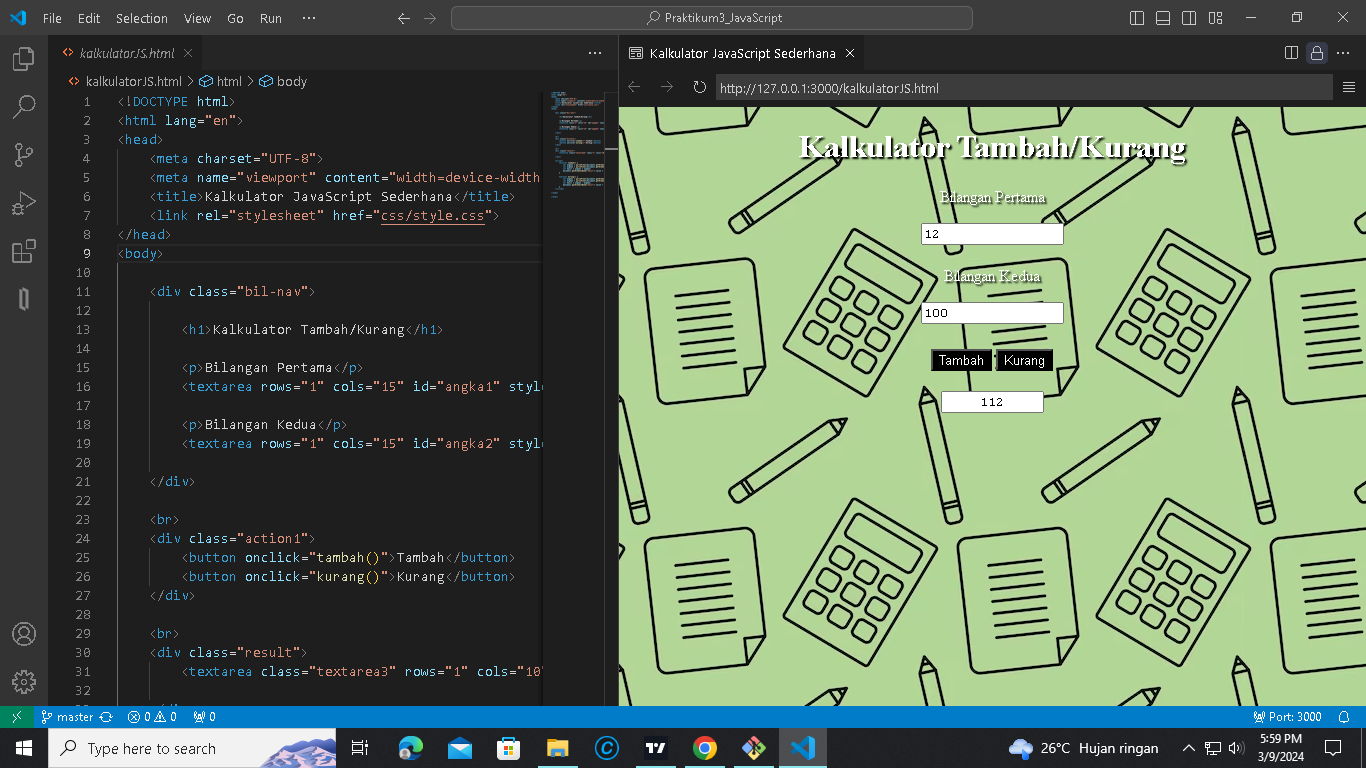 File Edit Selection View Go Run ··· Praktikum3_JavaScript
kalkulatorJS.html
kalkulatorJS.html > html > body
1 <!DOCTYPE html>
2 <html lang="en">
3 <head>
4 <meta charset="UTF-8">
5 <meta name="viewport" content="width=device-width
6 <title>Kalkulator JavaScript Sederhana</title>
7 <link rel="stylesheet" href="css/style.css">
8 </head>
9 <body>
10
11 <div class="bil-nav">
12
13 <h1>Kalkulator Tambah/Kurang</h1>
14
15 <p>Bilangan Pertama</p>
16 <textarea rows="1" cols="15" id="angka1" style
17
18 <p>Bilangan Kedua</p>
19 <textarea rows="1" cols="15" id="angka2" style
20
21 </div>
22
23 <br>
24 <div class="action1">
25 <button onclick="tambah()">Tambah</button>
26 <button onclick="kurang()">Kurang</button>
27 </div>
28
29 <br>
30 <div class="result">
31 <textarea class="textarea3" rows="1" cols="10"
32
Kalkulator JavaScript Sederhana
http://127.0.0.1:3000/kalkulatorJS.html
Kalkulator Tambah/Kurang
Bilangan Pertama
12
Bilangan Kedua
100
Tambah Kurang
112
master 0 0 0 Port: 3000
Type here to search
26°C Hujan ringan
5:59 PM
3/9/2024